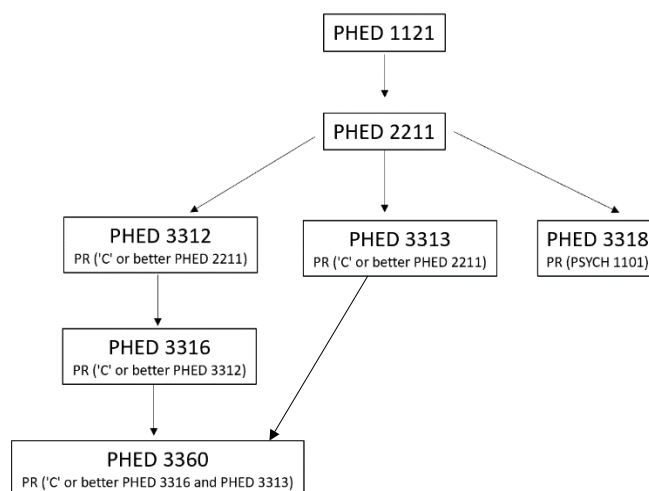 PHED 1121
PHED 2211
PHED 3312
PR ('C' or better PHED 2211)
PHED 3313
PR ('C' or better PHED 2211)
PHED 3318
PR (PSYCH 1101)
PHED 3316
PR ('C' or better PHED 3312)
PHED 3360
PR ('C' or better PHED 3316 and PHED 3313)